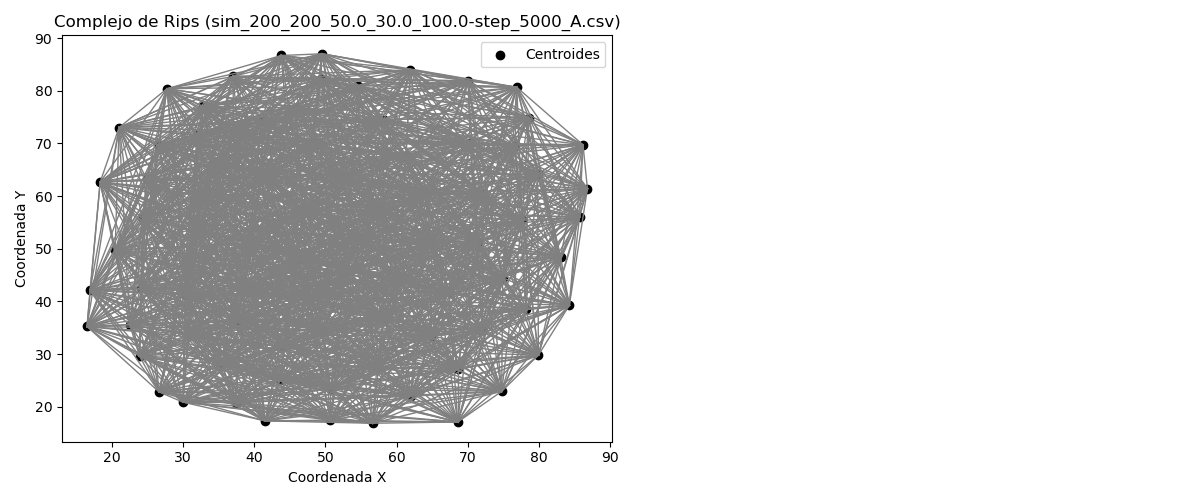 Complejo de Rips (sim_200_200_50.0_30.0_100.0-step_5000_A.csv)
Centroides
90
80
70
60
50
40
30
20
Coordenada Y
20 30 40 50 60 70 80 90
Coordenada X